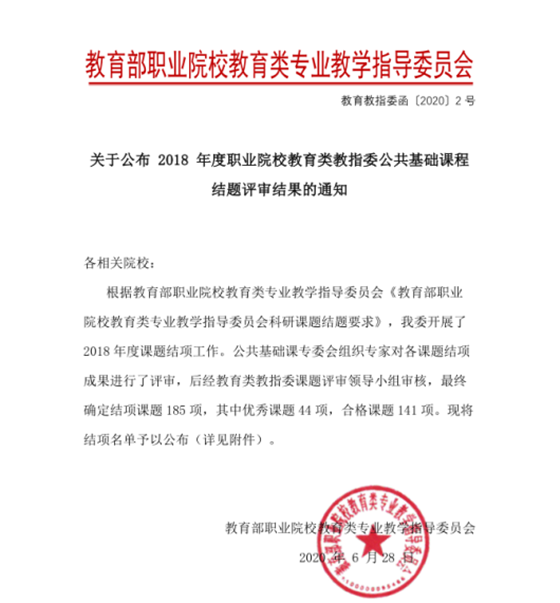 教育部职业院校教育类专业教学指导委员会
教育教指委函〔2020〕2 号
关于公布 2018 年度职业院校教育类教指委公共基础课程
结题评审结果的通知
各相关院校：
根据教育部职业院校教育类专业教学指导委员会《教育部职业
院校教育类专业教学指导委员会科研课题结题要求》，我委开展了
2018 年度课题结项工作。公共基础课专委会组织专家对各课题结项
成果进行了评审，后经教育类教指委课题评审领导小组审核，最终
确定结项课题 185 项，其中优秀课题 44 项，合格课题 141 项。现将
结项名单予以公布（详见附件）。
教育部职业院校教育类专业教学指导委员会
2020 年 6 月 28 日
教育部职业院校教育类专业教学指导委员会